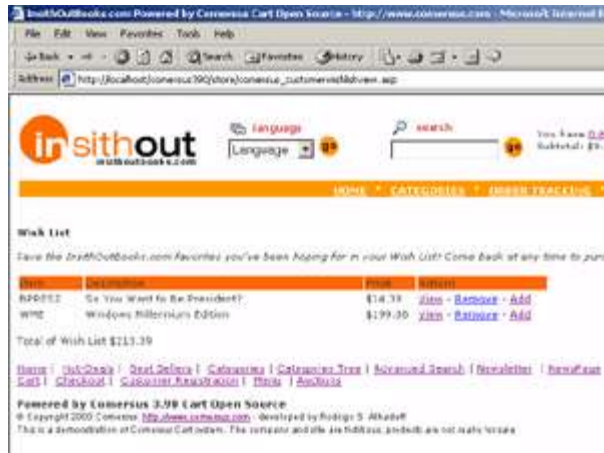 InsithOutBooks.com Powered by Comersus Cart Open Source - http://www.comersus.com - Microsoft Internet
File Edit View Favorites Tools Help
Back Search Favorites History
Address http://localhost/comersus390/store/comersus_customerwishlistview.asp
language search
insithout
insithoutbooks.com
Language go go
You have
Subtotal:
HOME * CATEGORIES * ORDER TRACKING *
Wish List
Save the InsithOutBooks.com favorites you've been hoping for in your Wish List! Come back at any time to
Item Description Price Actions
So You Want to Be President? View - Remove - Add
WME Windows Millennium Edition $199.00 View - Remove - Add
Total of Wish List $213.39
Home | Hot Deals | Best Sellers | Categories | Categories Tree | Advanced Search | Newsletter |
Cart | Checkout | Customer Registration | Menu | Auctions
Powered by Comersus 3.90 Cart Open Source
© Copyright 2003 Comersus http://www.comersus.com - developed by Rodrigo S. Alhadeff
This is a demonstration of Comersus Cart system. The company and site are fictitious, products are not really for sale